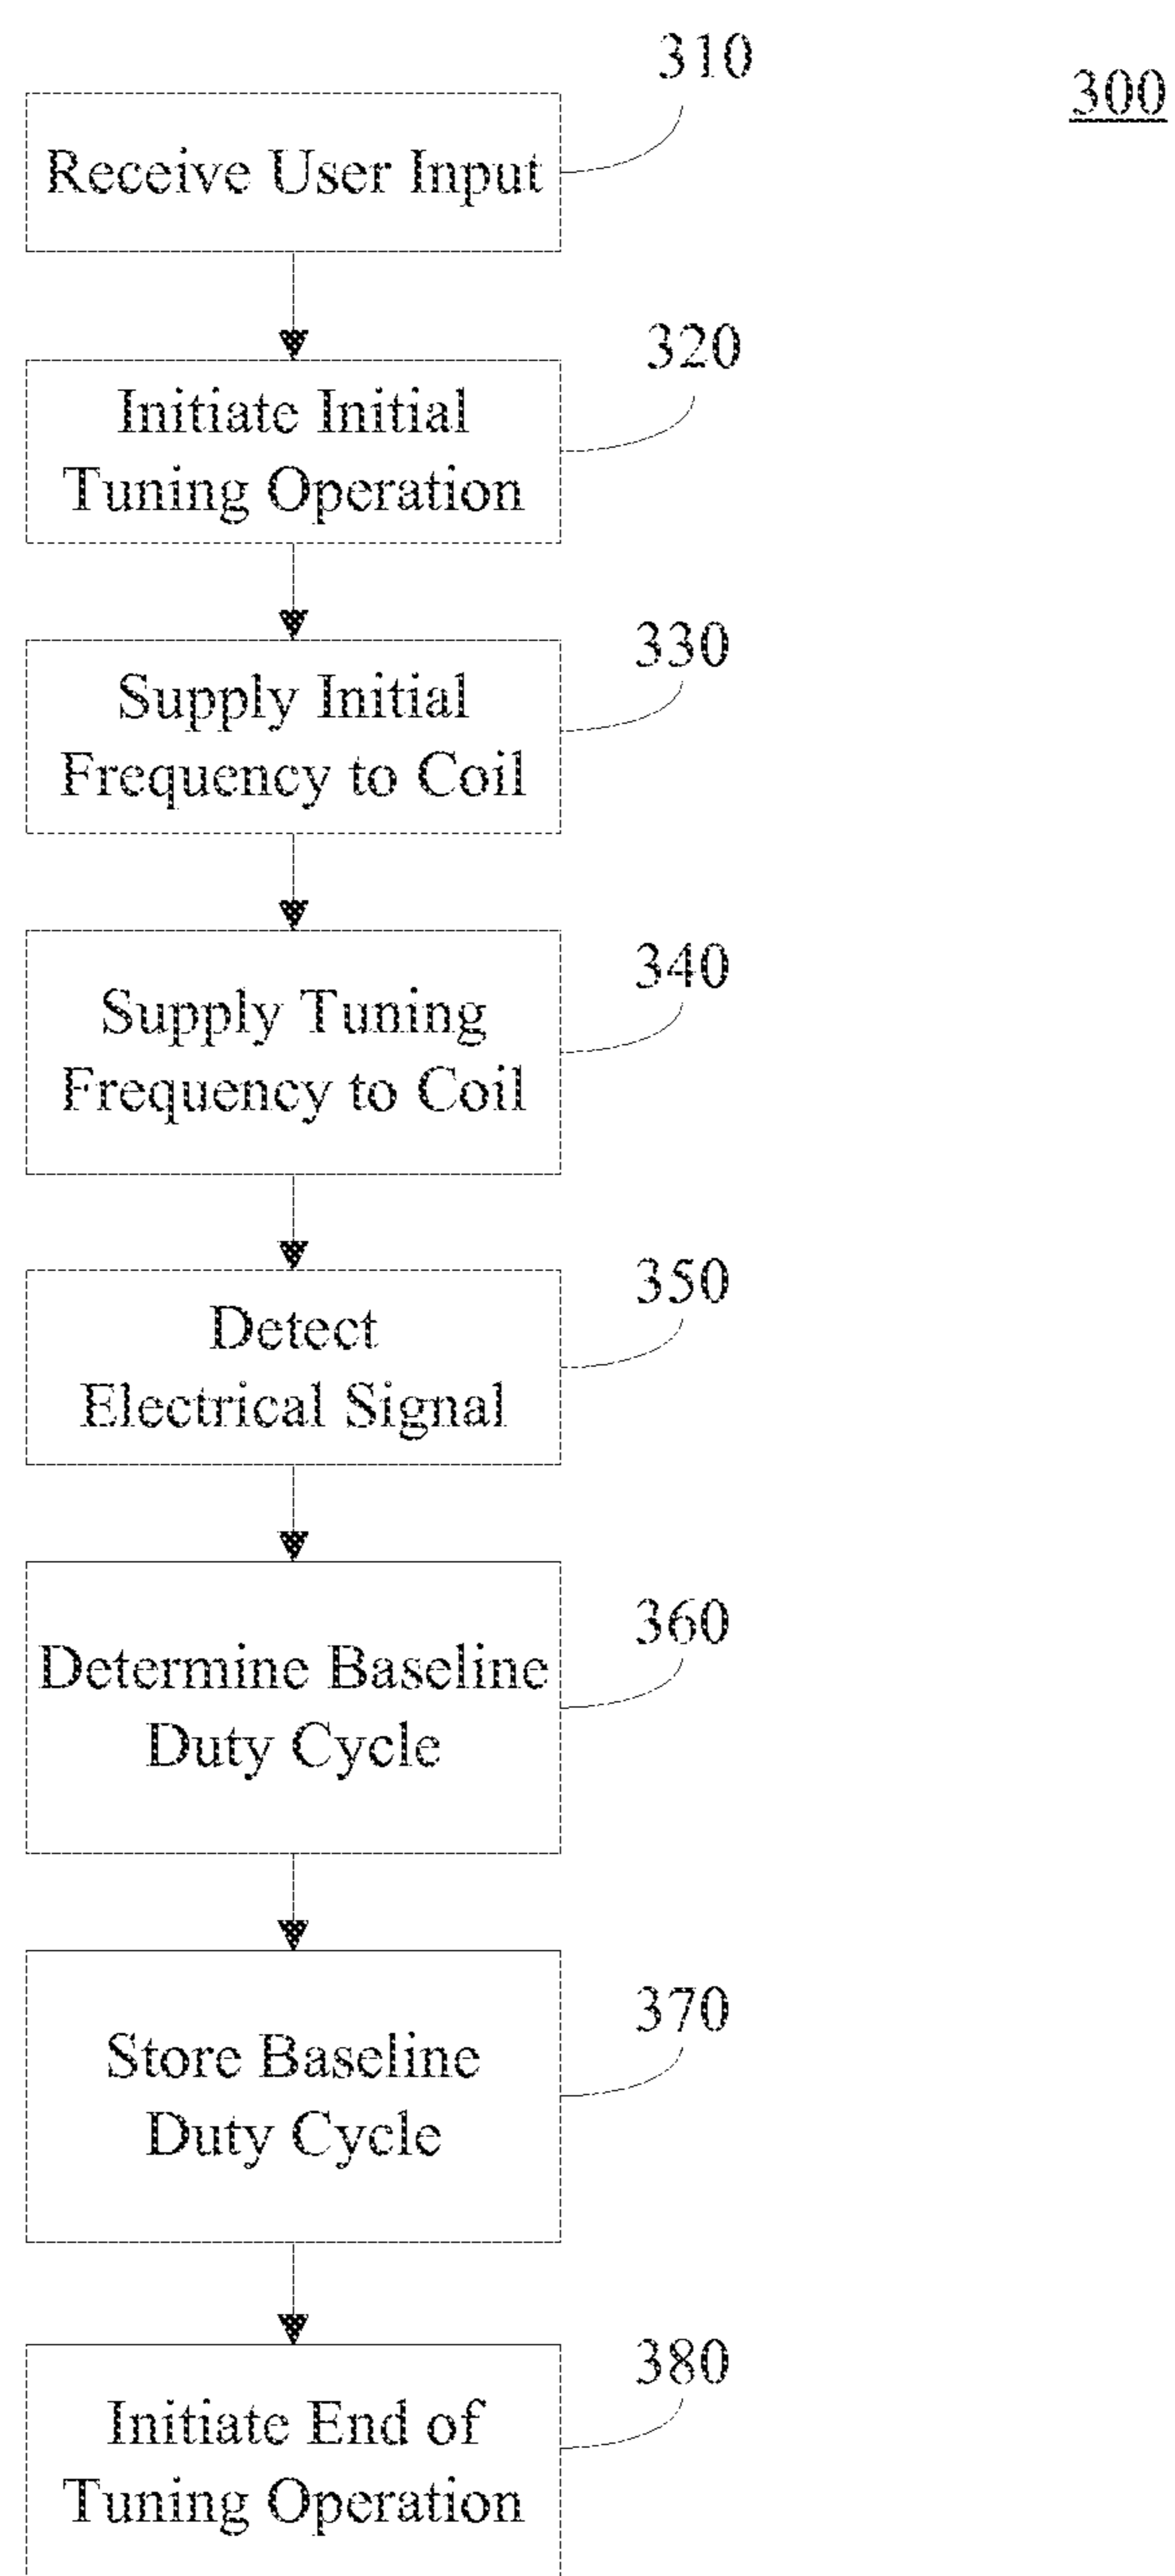 310
300
Receive User Input
320
Initiate Initial
Tuning Operation
330
Supply Initial
Frequency to Coil
340
Supply Tuning
Frequency to Coil
350
Detect
Electrical Signal
360
Determine Baseline
Duty Cycle
370
Store Baseline
Duty Cycle
380
Initiate End of
Tuning Operation